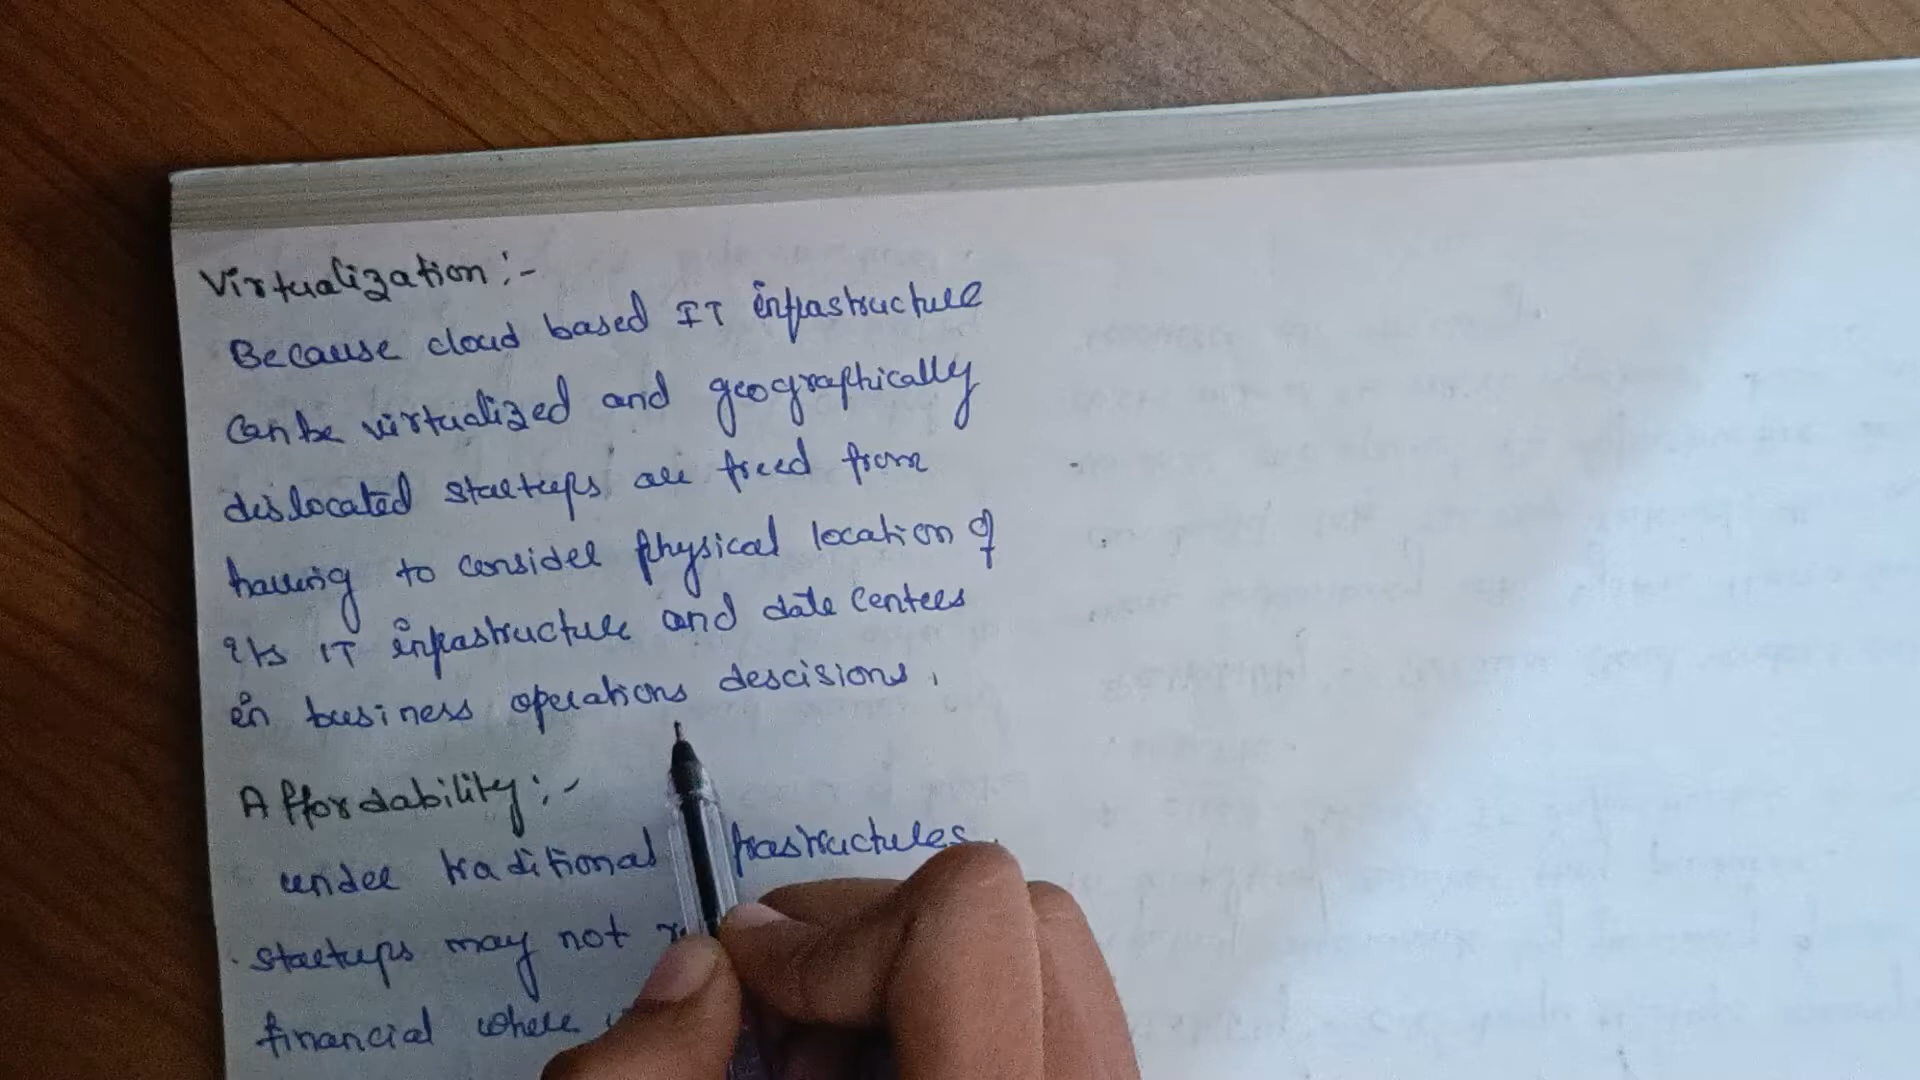 Virtualization :-
Because cloud based IT infrastructure
can be virtualized and geographically
dislocated startups are freed from
having to consider physical location of
its IT infrastructure and date centers
in business operations descisions.
Affordability :-
under traditional frastructures.
startups may not
financial where